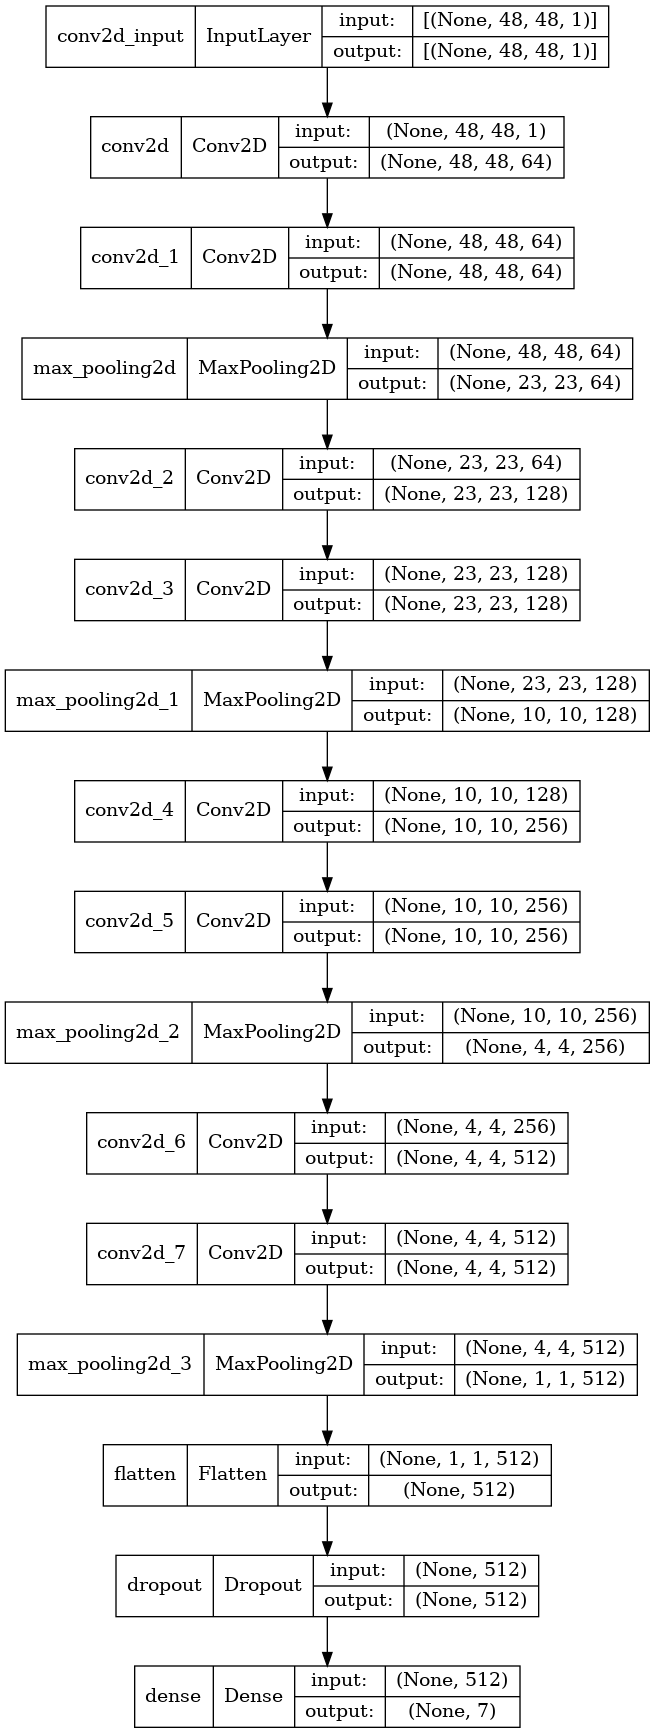 conv2d_input InputLayer input: [(None, 48, 48, 1)]
output: [(None, 48, 48, 1)]
conv2d Conv2D input: (None, 48, 48, 1)
output: (None, 48, 48, 64)
conv2d_1 Conv2D input: (None, 48, 48, 64)
output: (None, 48, 48, 64)
max_pooling2d MaxPooling2D input: (None, 48, 48, 64)
output: (None, 23, 23, 64)
conv2d_2 Conv2D input: (None, 23, 23, 64)
output: (None, 23, 23, 128)
conv2d_3 Conv2D input: (None, 23, 23, 128)
output: (None, 23, 23, 128)
max_pooling2d_1 MaxPooling2D input: (None, 23, 23, 128)
output: (None, 10, 10, 128)
conv2d_4 Conv2D input: (None, 10, 10, 128)
output: (None, 10, 10, 256)
conv2d_5 Conv2D input: (None, 10, 10, 256)
output: (None, 10, 10, 256)
max_pooling2d_2 MaxPooling2D input: (None, 10, 10, 256)
output: (None, 4, 4, 256)
conv2d_6 Conv2D input: (None, 4, 4, 256)
output: (None, 4, 4, 512)
conv2d_7 Conv2D input: (None, 4, 4, 512)
output: (None, 4, 4, 512)
max_pooling2d_3 MaxPooling2D input: (None, 4, 4, 512)
output: (None, 1, 1, 512)
flatten Flatten input: (None, 1, 1, 512)
output: (None, 512)
dropout Dropout input: (None, 512)
output: (None, 512)
dense Dense input: (None, 512)
output: (None, 7)